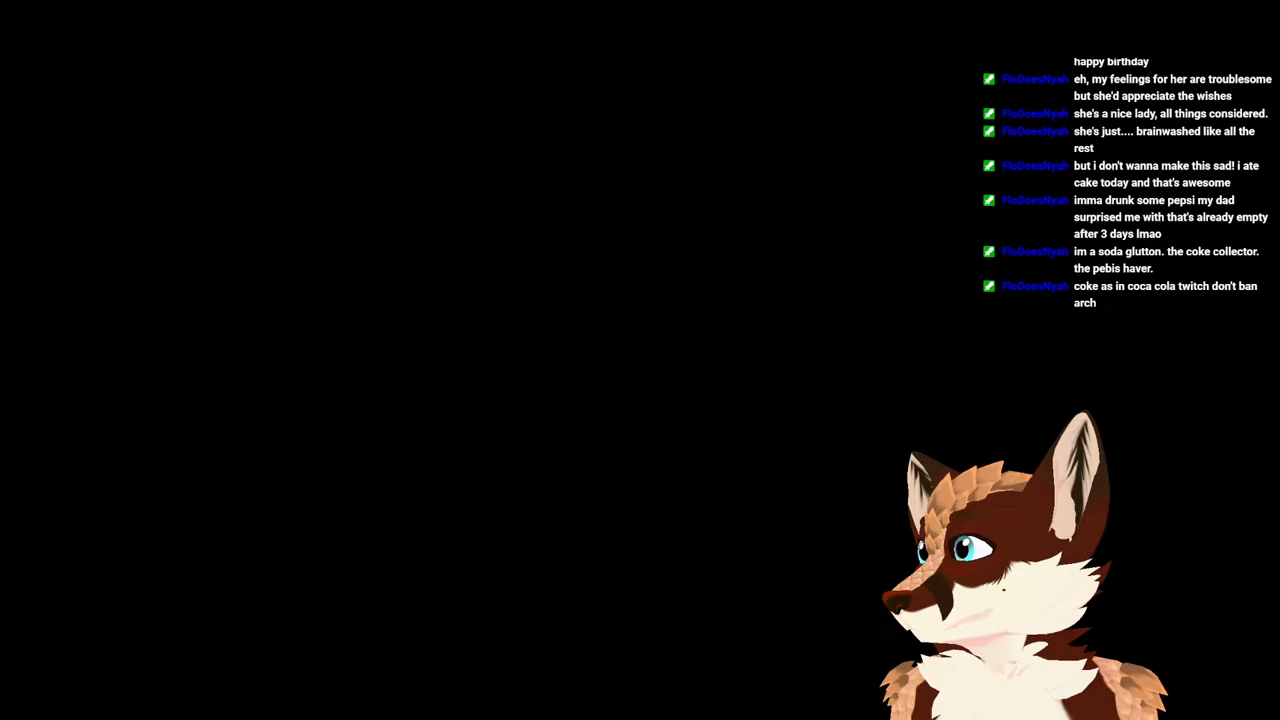 happy birthday
FloDoesNyah eh, my feelings for her are troublesome
but she'd appreciate the wishes
FloDoesNyah she's a nice lady, all things considered.
FloDoesNyah she's just.... brainwashed like all the
rest
FloDoesNyah but i don't wanna make this sad! i ate
cake today and that's awesome
FloDoesNyah imma drunk some pepsi my dad
surprised me with that's already empty
after 3 days lmao
FloDoesNyah im a soda glutton. the coke collector.
the pebis haver.
FloDoesNyah coke as in coca cola twitch don't ban
arch